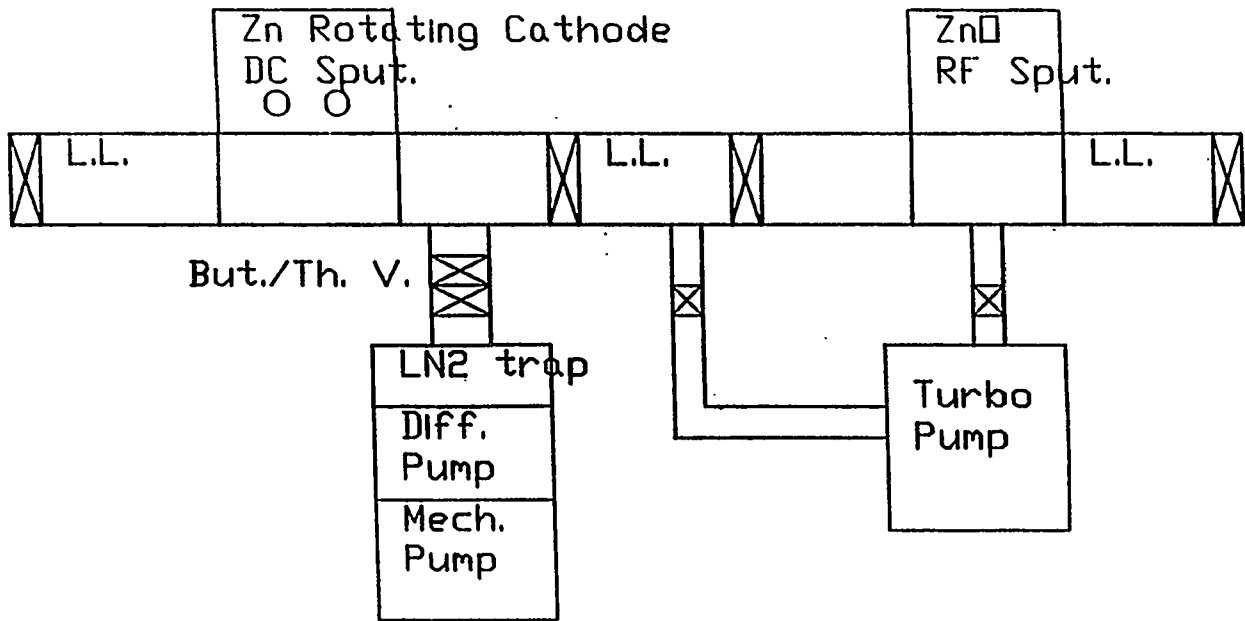 Zn Rotating Cathode
DC Sput.
ZnO
RF Sput.
L.L.
L.L.
L.L.
But./Th. V.
LN2 trap
Diff.
Pump
Mech.
Pump
Turbo
Pump